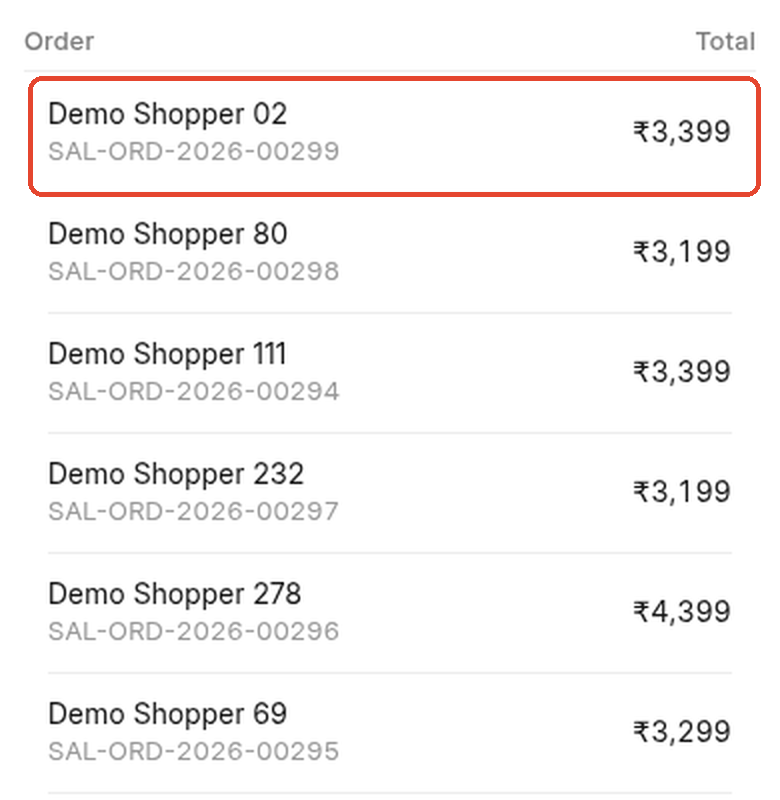 Order Total
Demo Shopper 02
SAL-ORD-2026-00299
₹3,399
Demo Shopper 80
SAL-ORD-2026-00298
₹3,199
Demo Shopper 111
SAL-ORD-2026-00294
₹3,399
Demo Shopper 232
SAL-ORD-2026-00297
₹3,199
Demo Shopper 278
SAL-ORD-2026-00296
₹4,399
Demo Shopper 69
SAL-ORD-2026-00295
₹3,299